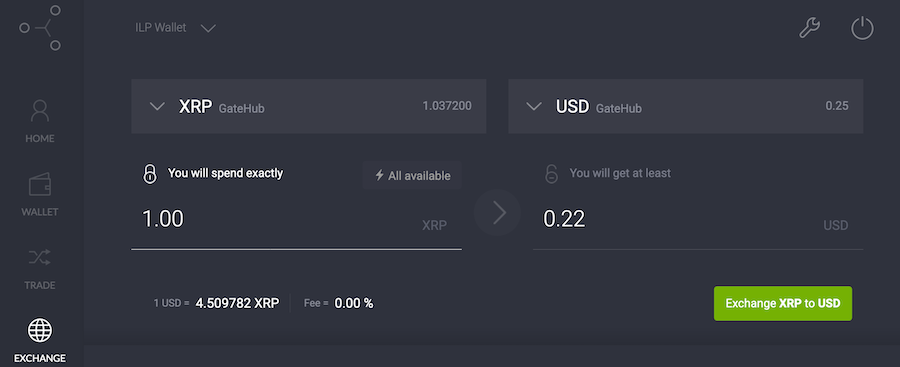 ILP Wallet
XRP GateHub 1.037200
USD GateHub 0.25
HOME
You will spend exactly
All available
You will get at least
WALLET
1.00 XRP
0.22 USD
TRADE
1 USD = 4.509782 XRP
Fee = 0.00 %
Exchange XRP to USD
EXCHANGE